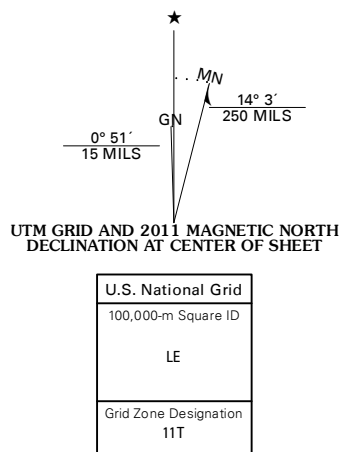 MN
GN
14° 3´
250 MILS
0° 51´
15 MILS
UTM GRID AND 2011 MAGNETIC NORTH
DECLINATION AT CENTER OF SHEET
U.S. National Grid
100,000-m Square ID
LE
Grid Zone Designation
11T